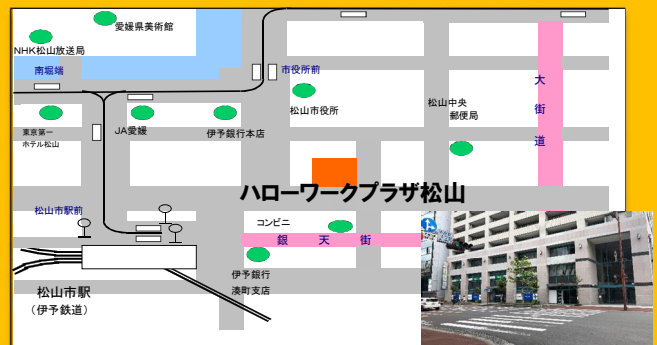 愛媛県美術館
NHK松山放送局
南堀端
市役所前
大街道
松山市役所
松山中央
郵便局
東京第一
ホテル松山
JA愛媛
伊予銀行本店
ハローワークプラザ松山
松山市駅前
コンビニ
銀天街
伊予銀行
湊町支店
松山市駅
（伊予鉄道）